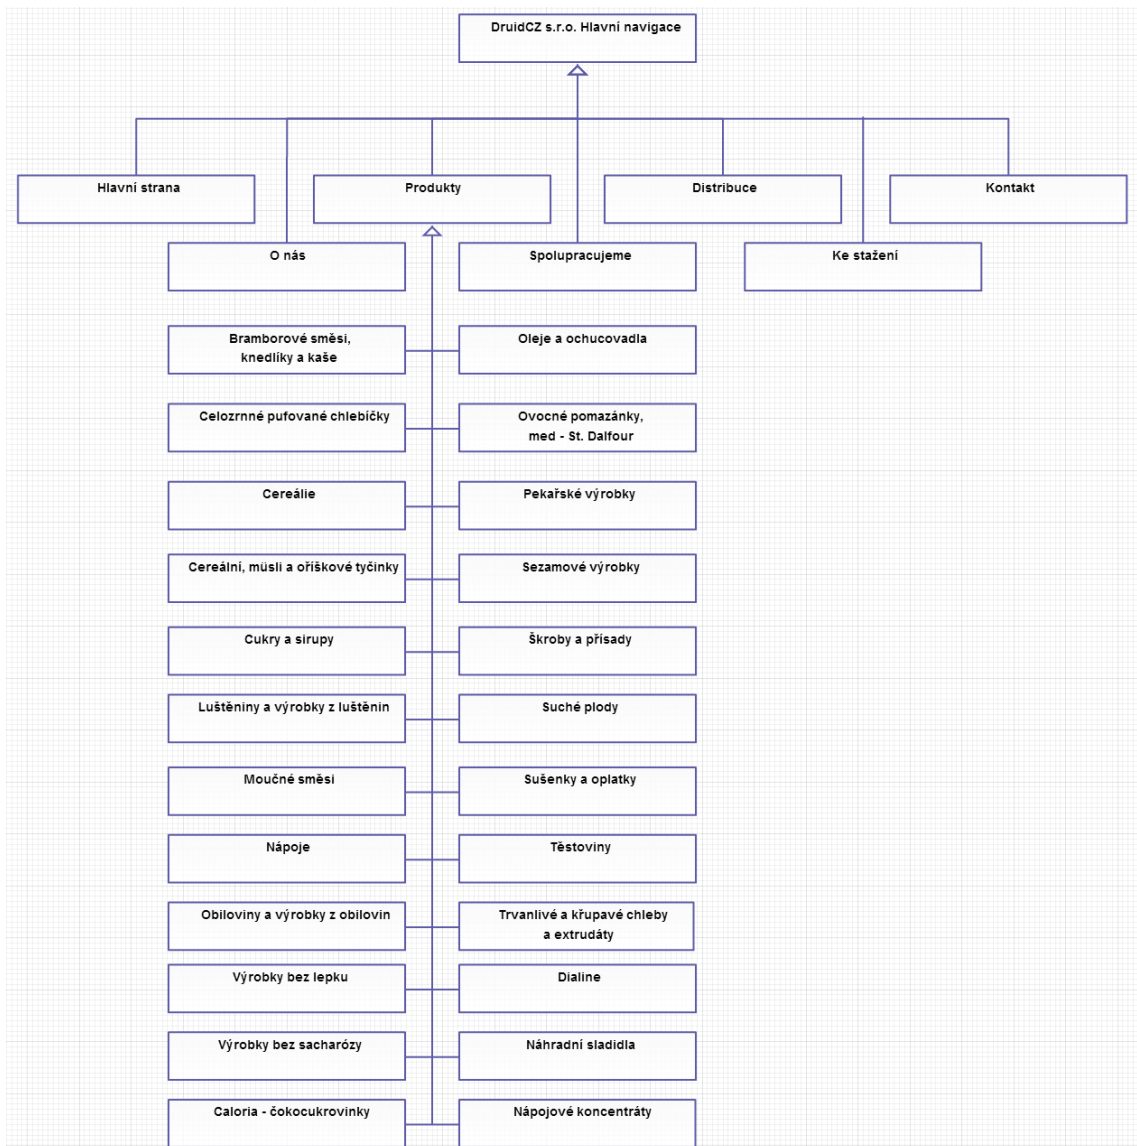 DruidCZ s.r.o. Hlavní navigace
Hlavní strana
Produkty
Distribuce
Kontakt
O nás
Spolupracujeme
Ke stažení
Bramborové směsi,
knedlíky a kaše
Oleje a ochucovadla
Celozrnné pufované chlebíčky
Ovocné pomazánky,
med - St. Dalfour
Cereálie
Pekařské výrobky
Cereální, müsli a oříškové tyčinky
Sezamové výrobky
Cukry a sirupy
Škroby a přísady
Luštěniny a výrobky z luštěnin
Suché plody
Moučné směsi
Sušenky a oplatky
Nápoje
Těstoviny
Obiloviny a výrobky z obilovin
Trvanlivé a křupavé chleby
a extrudáty
Výrobky bez lepku
Dialine
Výrobky bez sacharózy
Náhradní sladidla
Caloria - čokocukrovinky
Nápojové koncentráty